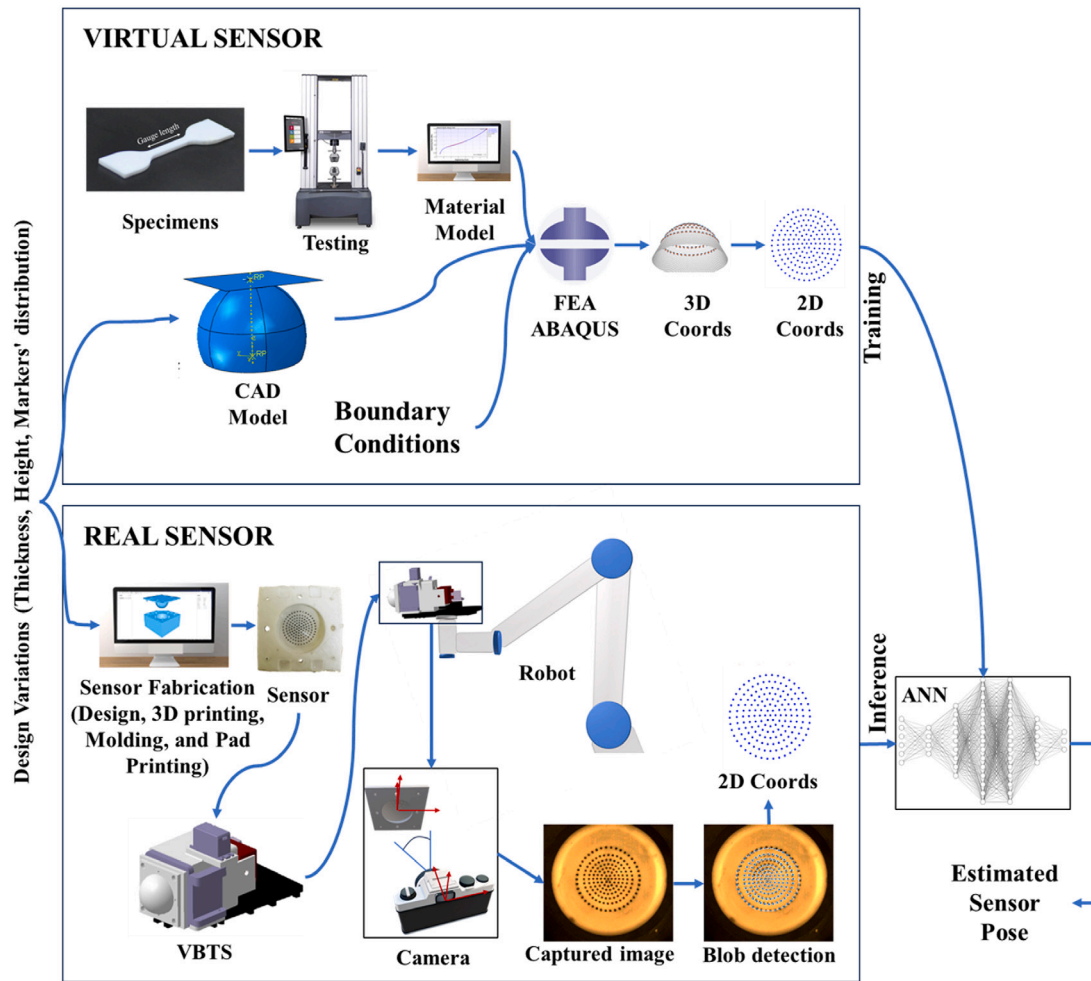 Design Variations (Thickness, Height, Markers' distribution)
VIRTUAL SENSOR
Gauge length
Specimens
Testing
Material
Model
RP
RP
CAD
Model
:
Boundary
Conditions
FEA
ABAQUS
3D
Coords
2D
Coords
Training
REAL SENSOR
Sensor Fabrication
(Design, 3D printing,
Molding, and Pad
Printing)
Sensor
VBTS
Robot
Camera
Captured image
Blob detection
2D Coords
Inference
ANN
Estimated
Sensor
Pose